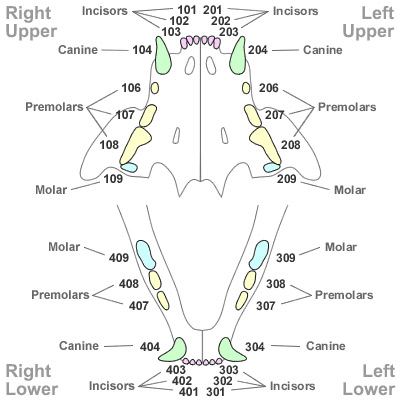 Right Upper
Left Upper
Incisors 101 201 Incisors
102 202
103 203
Canine 104 204 Canine
106 206
Premolars 107 207 Premolars
108 208
109 209
Molar Molar
Molar 409 309 Molar
408 308
Premolars Premolars
407 307
Canine 404 304 Canine
403 303
Right Lower
Left Lower
Incisors 402 302 Incisors
401 301